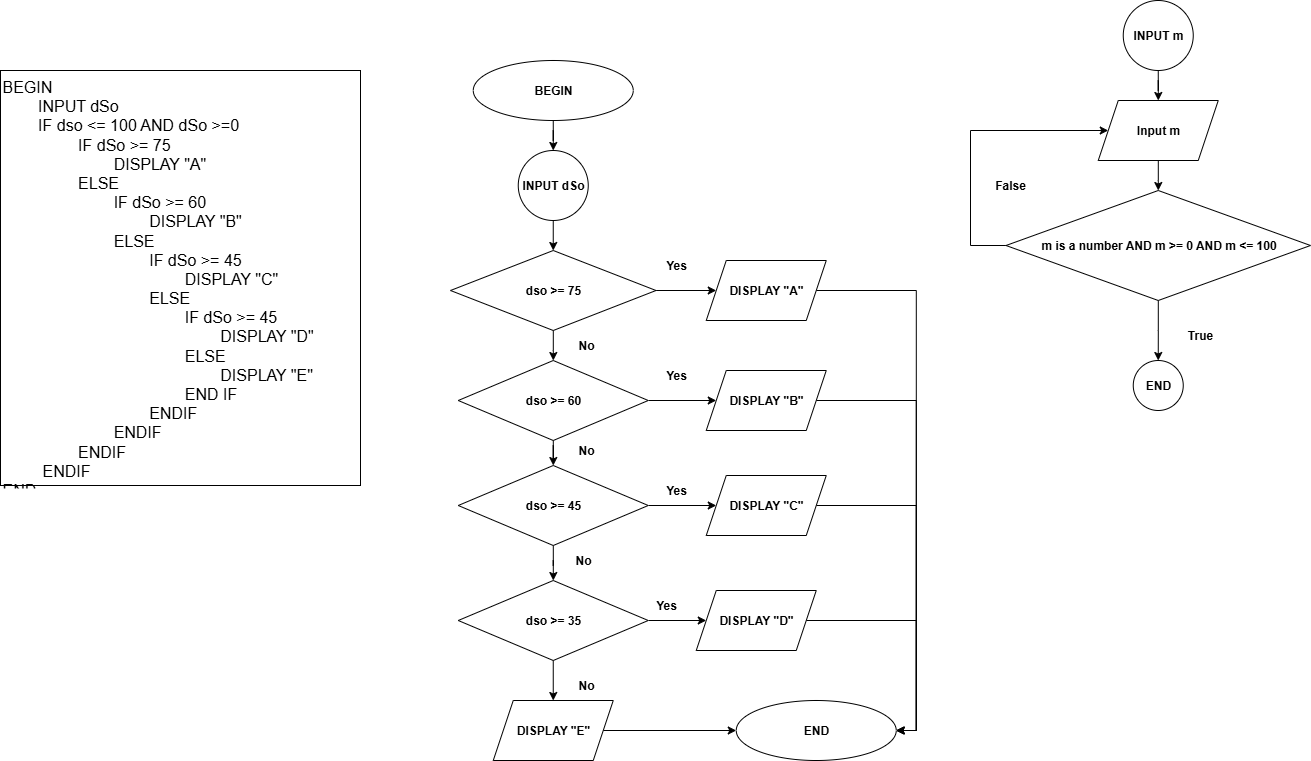 BEGIN
INPUT dSo
IF dso <= 100 AND dSo >=0
IF dSo >= 75
DISPLAY "A"
ELSE
IF dSo >= 60
DISPLAY "B"
ELSE
IF dSo >= 45
DISPLAY "C"
ELSE
IF dSo >= 45
DISPLAY "D"
ELSE
DISPLAY "E"
END IF
ENDIF
ENDIF
ENDIF
ENDIF
END
BEGIN
INPUT dSo
dso >= 75
Yes
DISPLAY "A"
No
dso >= 60
Yes
DISPLAY "B"
No
dso >= 45
Yes
DISPLAY "C"
No
dso >= 35
Yes
DISPLAY "D"
No
DISPLAY "E"
END
INPUT m
Input m
False
m is a number AND m >= 0 AND m <= 100
True
END